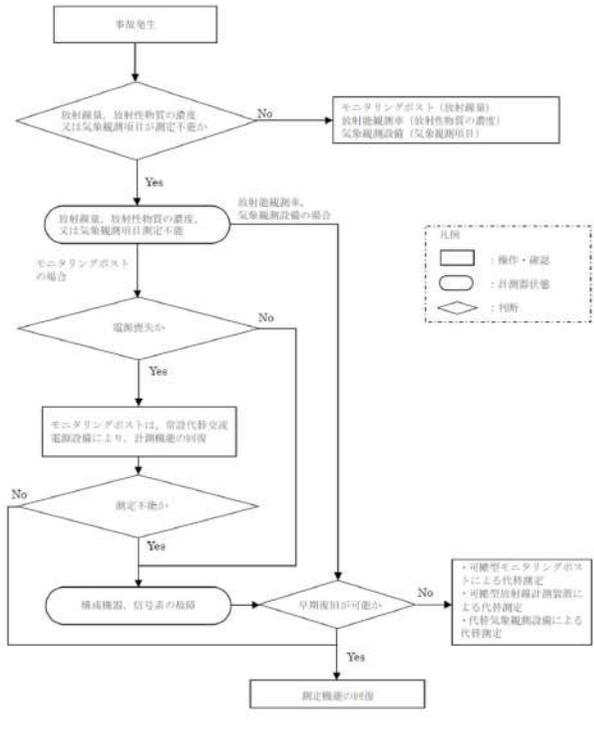 事故発生
放射線量，放射性物質の濃度
又は気象観測項目が測定不能か
No
モニタリングポスト（放射線量）
放射能観測車（放射性物質の濃度）
気象観測設備（気象観測項目）
Yes
放射線量，放射性物質の濃度，
又は気象観測項目測定不能
放射能観測車，
気象観測設備の場合
モニタリングポスト
の場合
凡例
：操作・確認
：計測器状態
：判断
電源喪失か
No
Yes
モニタリングポストは，常設代替交流
電源設備により，計測機能の回復
No
測定不能か
Yes
構成機器，信号系の故障
早期復旧が可能か
No
・可搬型モニタリングポス
トによる代替測定
・可搬型放射線計測装置に
よる代替測定
・代替気象観測設備による
代替測定
Yes
測定機能の回復